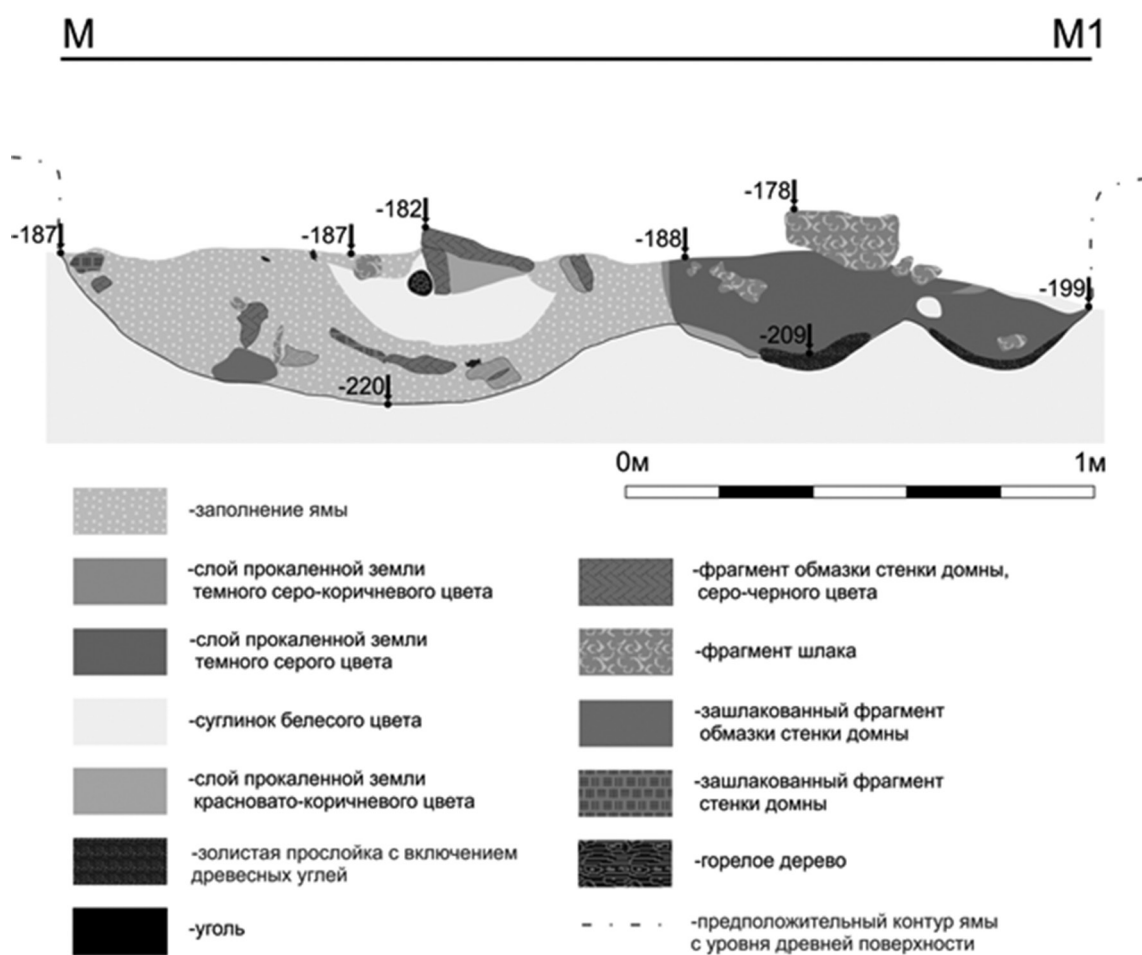 М М1
-178
-182
-187 -187 -188
-199
-209
-220
0м 1м
-заполнение ямы
-слой прокаленной земли
темного серо-коричневого цвета
-слой прокаленной земли
темного серого цвета
-суглинок белесого цвета
-слой прокаленной земли
красновато-коричневого цвета
-золистая прослойка с включением
древесных углей
-уголь
-фрагмент обмазки стенки домны,
серо-черного цвета
-фрагмент шлака
-зашлакованный фрагмент
обмазки стенки домны
-зашлакованный фрагмент
стенки домны
-горелое дерево
-предположительный контур ямы
с уровня древней поверхности